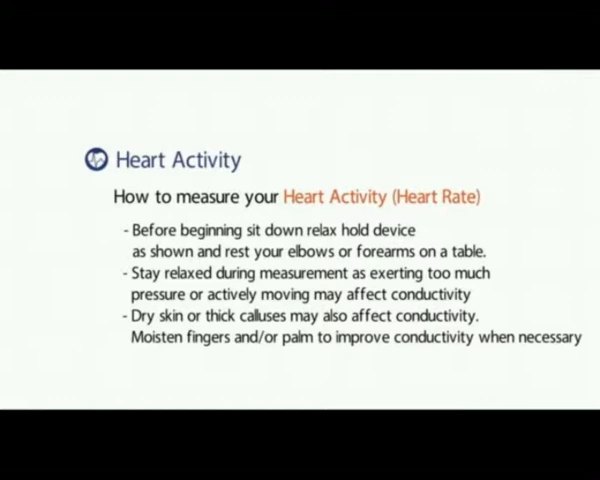 Heart Activity
How to measure your Heart Activity (Heart Rate)
- Before beginning sit down relax hold device
as shown and rest your elbows or forearms on a table.
- Stay relaxed during measurement as exerting too much
pressure or actively moving may affect conductivity
- Dry skin or thick calluses may also affect conductivity.
Moisten fingers and/or palm to improve conductivity when necessary